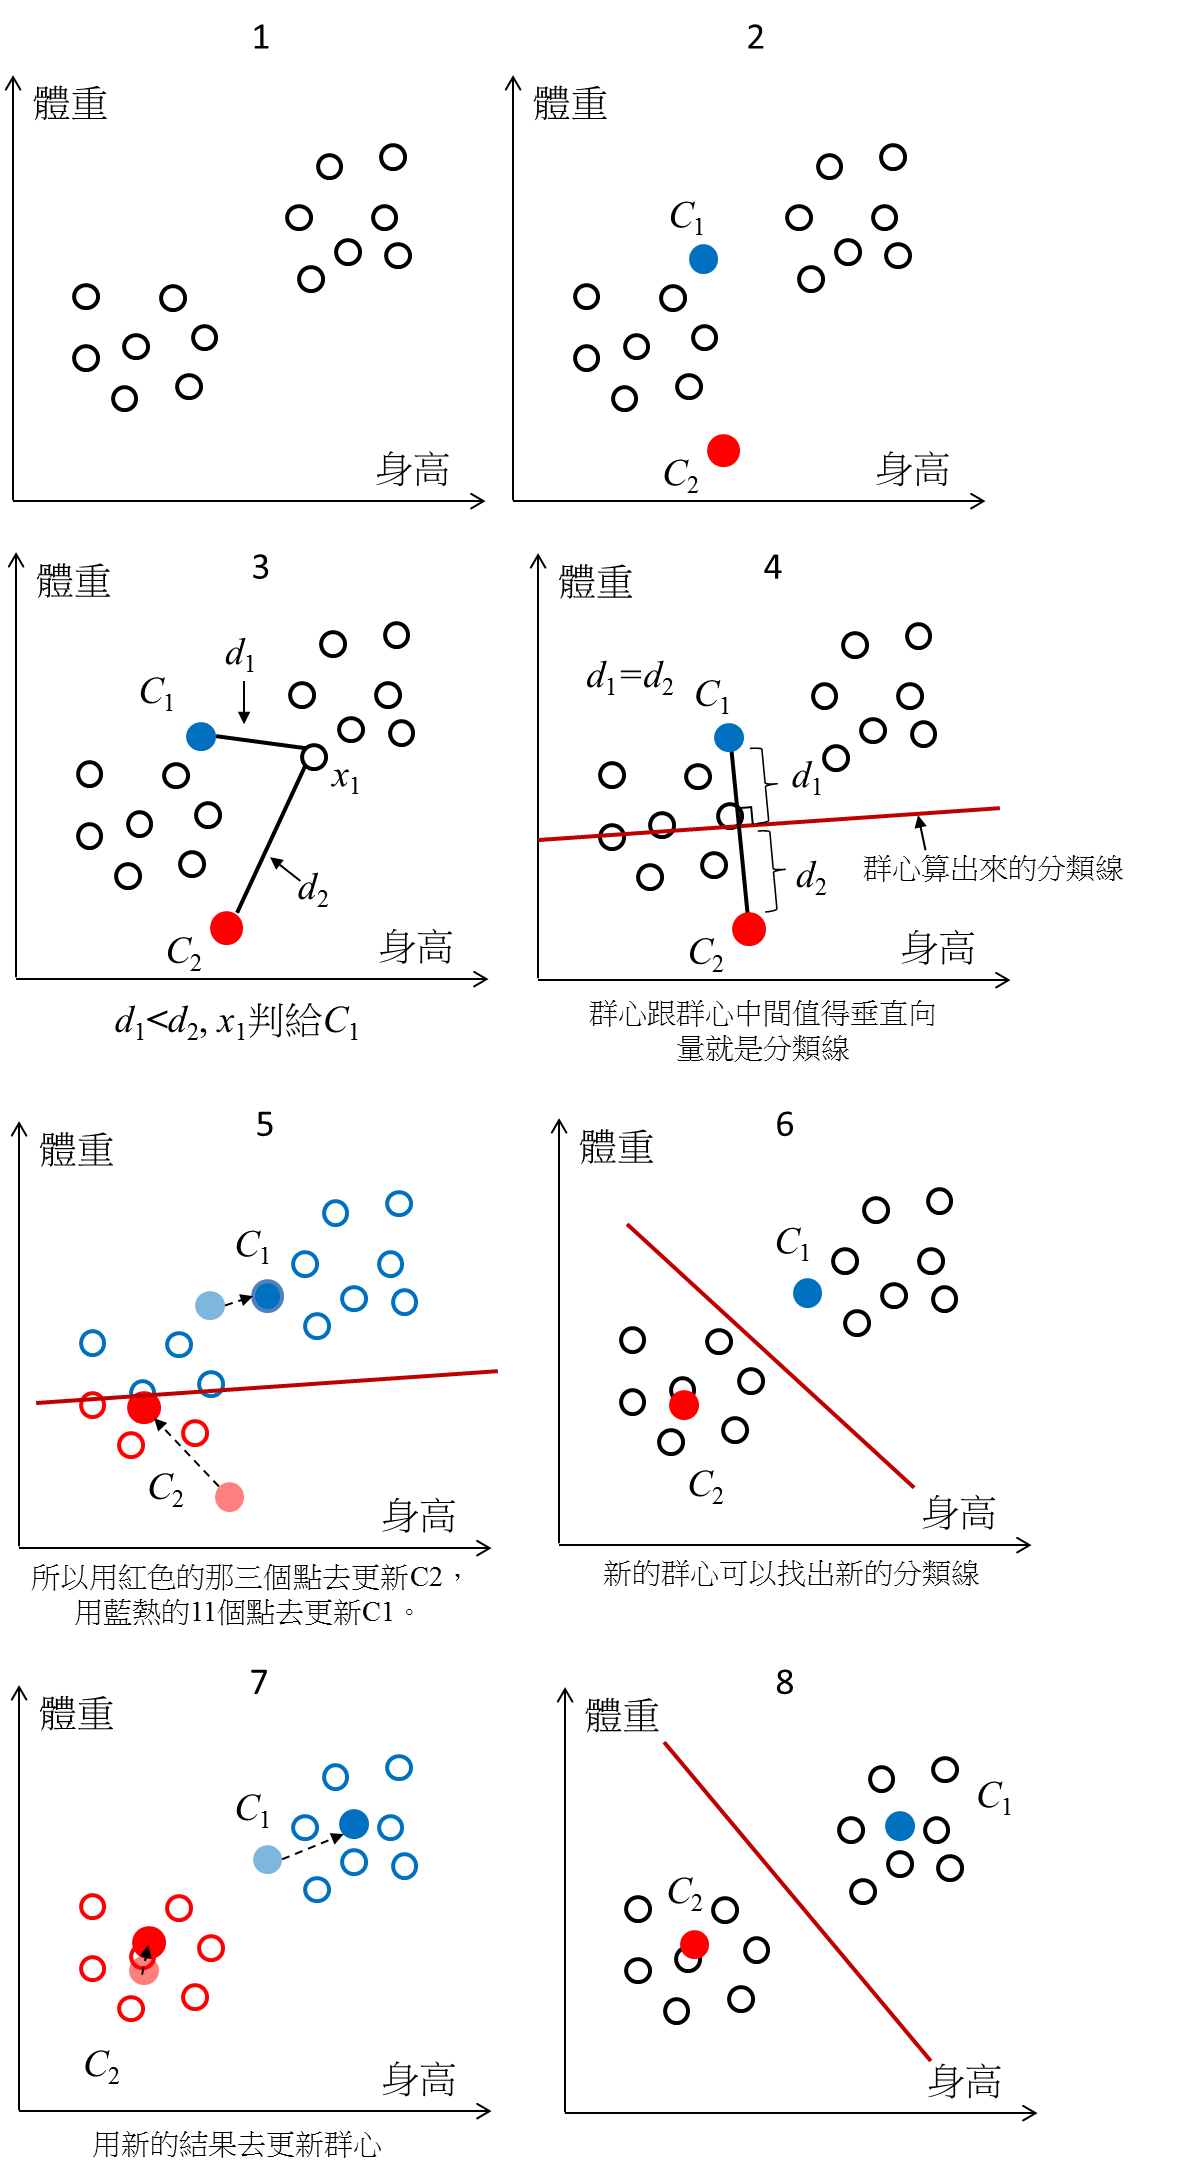 1
體重
身高
2
體重
C1
C2
身高
3
體重
d1
C1
x1
d2
C2
身高
d1<d2, x1判給C1
4
體重
d1=d2
C1
d1
群心算出來的分類線
d2
C2
身高
群心跟群心中間值得垂直向
量就是分類線
5
體重
C1
C2
身高
所以用紅色的那三個點去更新C2，
用藍熱的11個點去更新C1。
6
體重
C1
C2
身高
新的群心可以找出新的分類線
7
體重
C1
C2
身高
用新的結果去更新群心
8
體重
C1
C2
身高